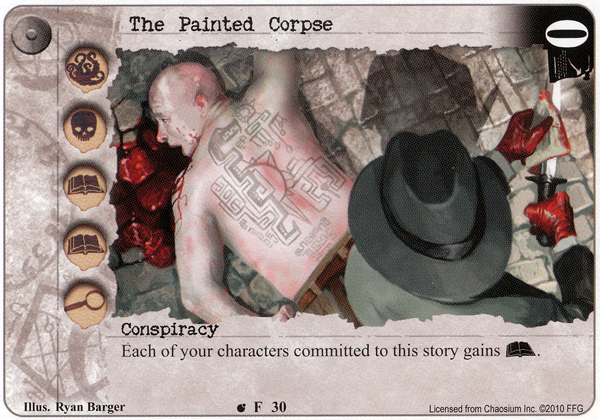 The Painted Corpse
0
Conspiracy
Each of your characters committed to this story gains .
Illus. Ryan Barger
F 30
Licensed from Chaosium Inc. ©2010 FFG